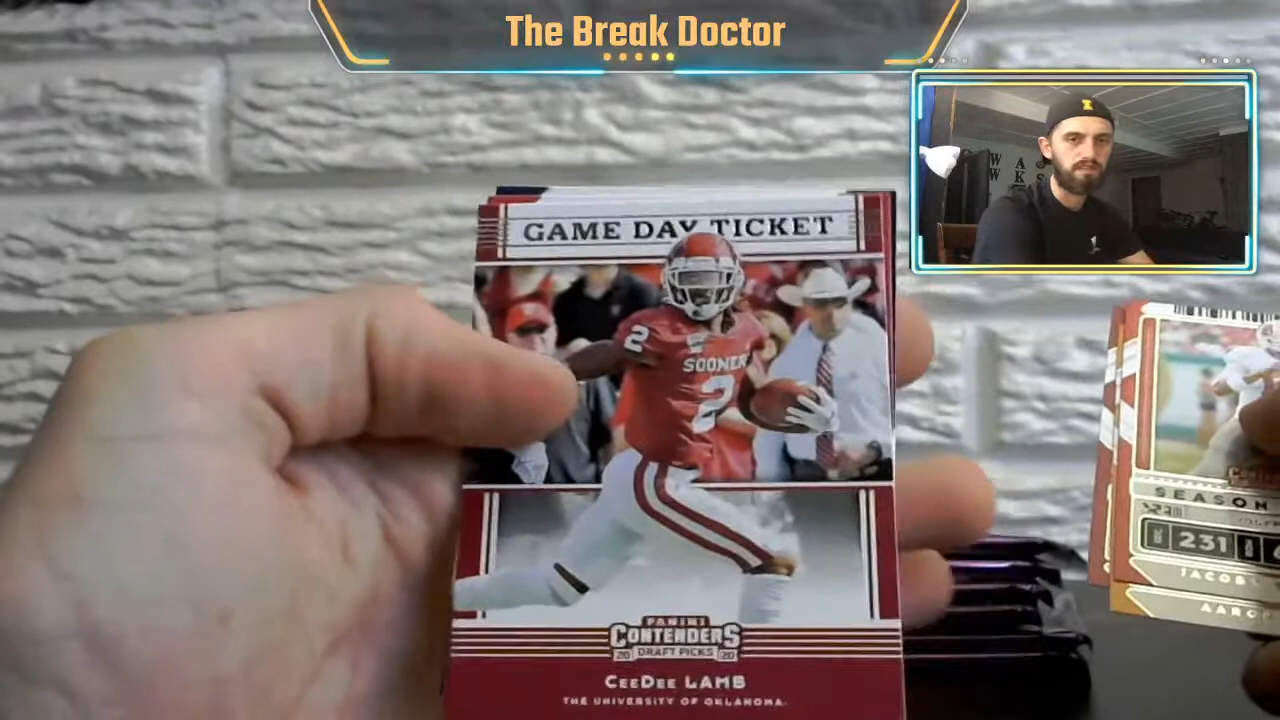 The Break Doctor
W A
W K S
GAME DAY TICKET
2
SOONER
2
PANINI
CONTENDERS
20 DRAFT PICKS 20
CEEDEE LAMB
THE UNIVERSITY OF OKLAHOMA
SEASON
231
JACOB
AARO